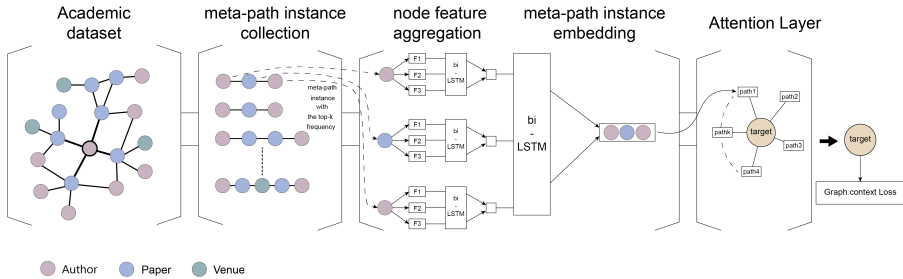 Academic
dataset
meta-path instance
collection
node feature
aggregation
meta-path instance
embedding
Attention Layer
meta-path
instance
with
the top-k
frequency
F1
F2
F3
bi
-
LSTM
F1
F2
F3
bi
-
LSTM
F1
F2
F3
bi
-
LSTM
bi
-
LSTM
path1
path2
pathk
target
path3
path4
target
Graph context Loss
Author
Paper
Venue